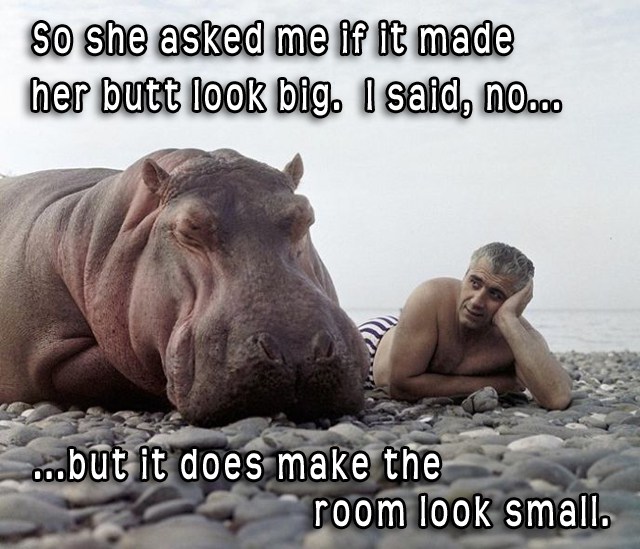 So she asked me if it made
her butt look big. I said, no...
...but it does make the
room look small.